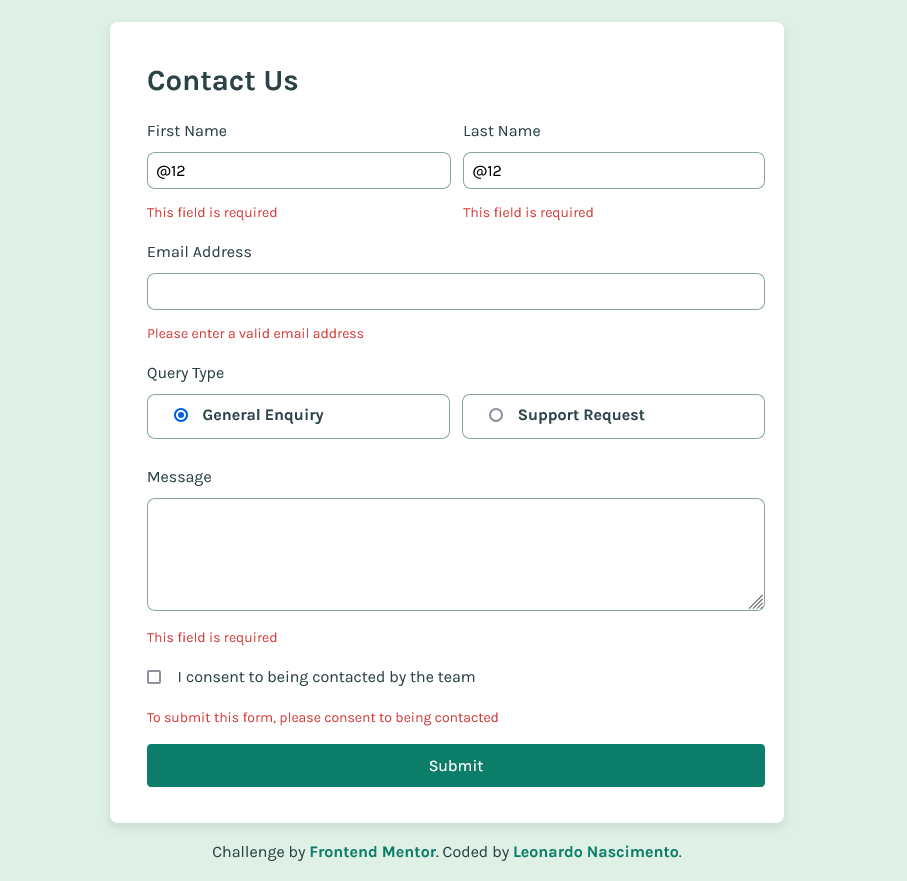 Contact Us
First Name Last Name
@12 @12
This field is required This field is required
Email Address
Please enter a valid email address
Query Type
General Enquiry Support Request
Message
This field is required
I consent to being contacted by the team
To submit this form, please consent to being contacted
Submit
Challenge by Frontend Mentor. Coded by Leonardo Nascimento.